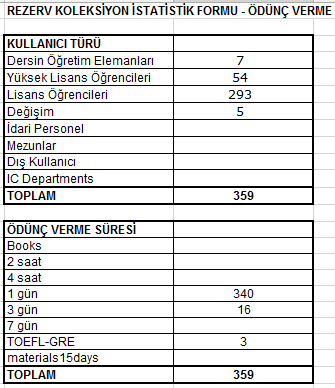 REZERV KOLEKSİYON İSTATİSTİK FORMU - ÖDÜNÇ VERME
KULLANICI TÜRÜ
Dersin Öğretim Elemanları 7
Yüksek Lisans Öğrencileri 54
Lisans Öğrencileri 293
Değişim 5
İdari Personel
Mezunlar
Dış Kullanıcı
IC Departments
TOPLAM 359
ÖDÜNÇ VERME SÜRESİ
Books
2 saat
4 saat
1 gün 340
3 gün 16
7 gün
TOEFL-GRE 3
materials15days
TOPLAM 359